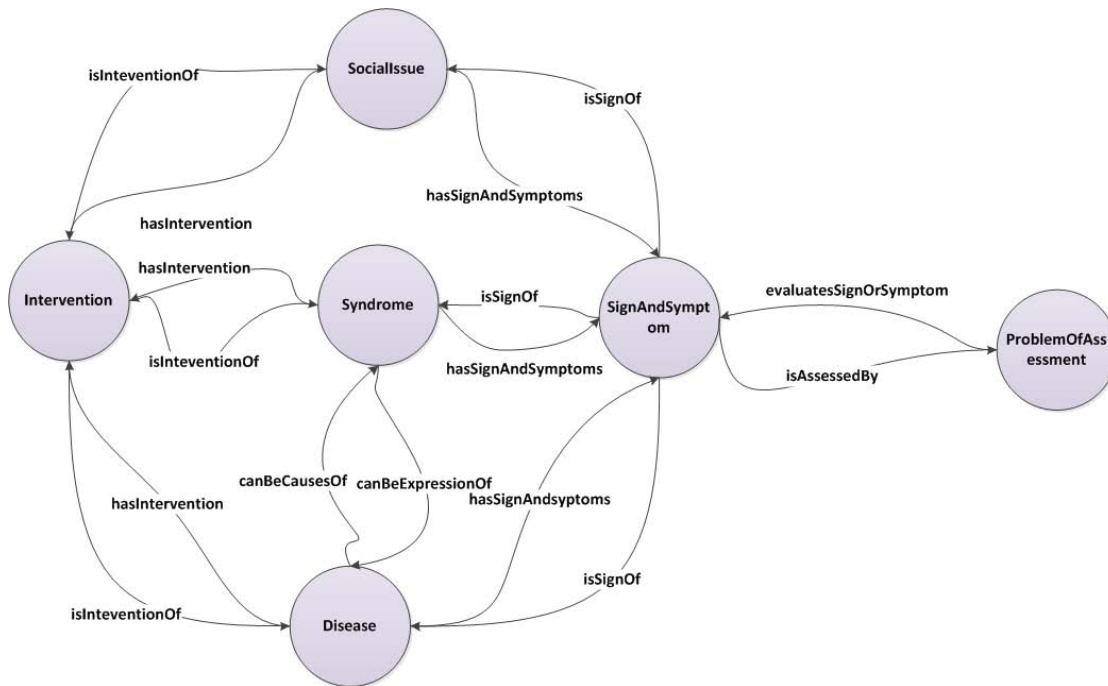 SocialIssue
isInteventionOf
isSignOf
hasSignAndSymptoms
hasIntervention
hasIntervention
Intervention
Syndrome
isSignOf
SignAndSympt
om
evaluatesSignOrSymptom
ProblemOfAss
essment
isInteventionOf
hasSignAndSymptoms
isAssessedBy
canBeCausesOf
canBeExpressionOf
hasSignAndsyptoms
hasIntervention
isSignOf
isInteventionOf
Disease